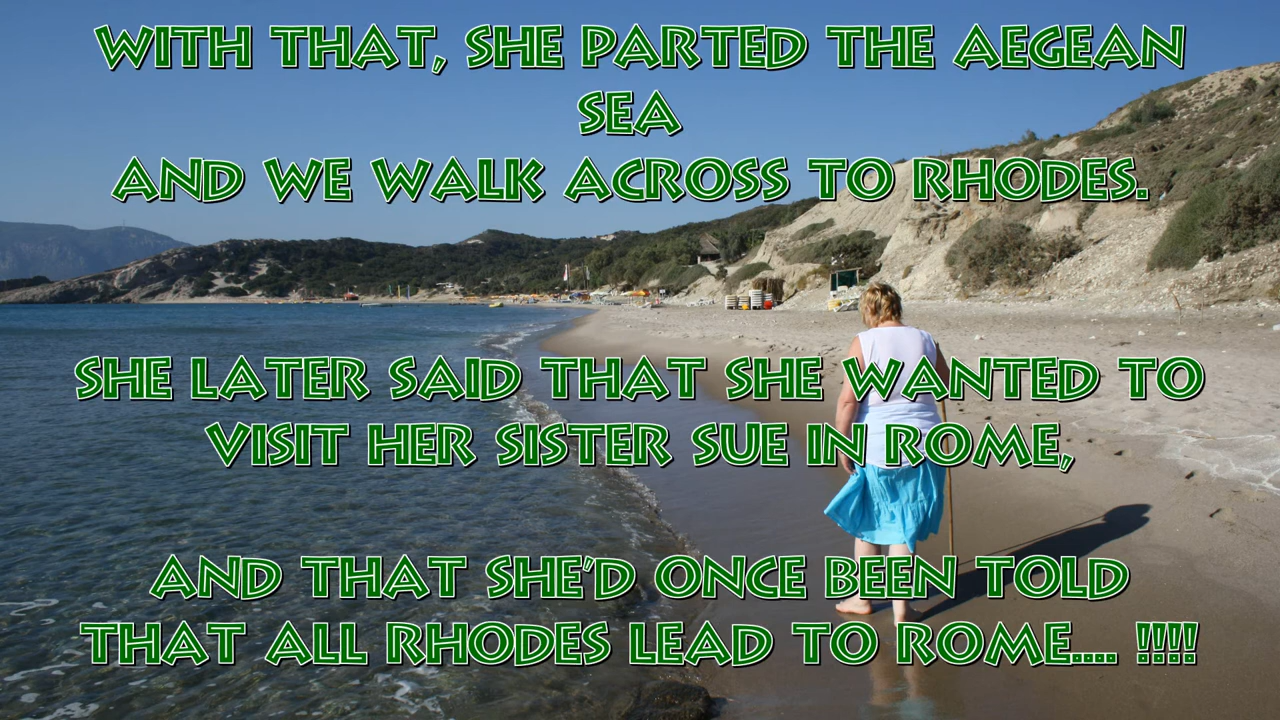 WITH THAT, SHE PARTED THE AEGEAN
SEA
AND WE WALK ACROSS TO RHODES.
SHE LATER SAID THAT SHE WANTED TO
VISIT HER SISTER SUE IN ROME,
AND THAT SHE'D ONCE BEEN TOLD
THAT ALL RHODES LEAD TO ROME.... !!!!